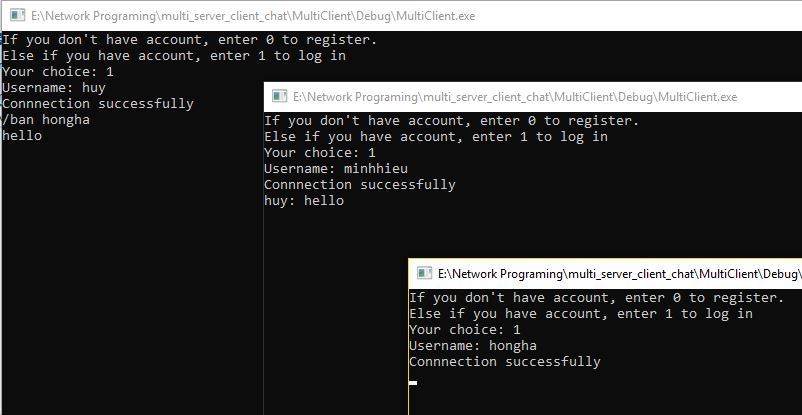 E:\Network Programing\multi_server_client_chat\MultiClient\Debug\MultiClient.exe
If you don't have account, enter 0 to register.
Else if you have account, enter 1 to log in
Your choice: 1
Username: huy
Connnection successfully
/ban hongha
hello
E:\Network Programing\multi_server_client_chat\MultiClient\Debug\MultiClient.exe
If you don't have account, enter 0 to register.
Else if you have account, enter 1 to log in
Your choice: 1
Username: minhhieu
Connnection successfully
huy: hello
E:\Network Programing\multi_server_client_chat\MultiClient\Debug\
If you don't have account, enter 0 to register.
Else if you have account, enter 1 to log in
Your choice: 1
Username: hongha
Connnection successfully